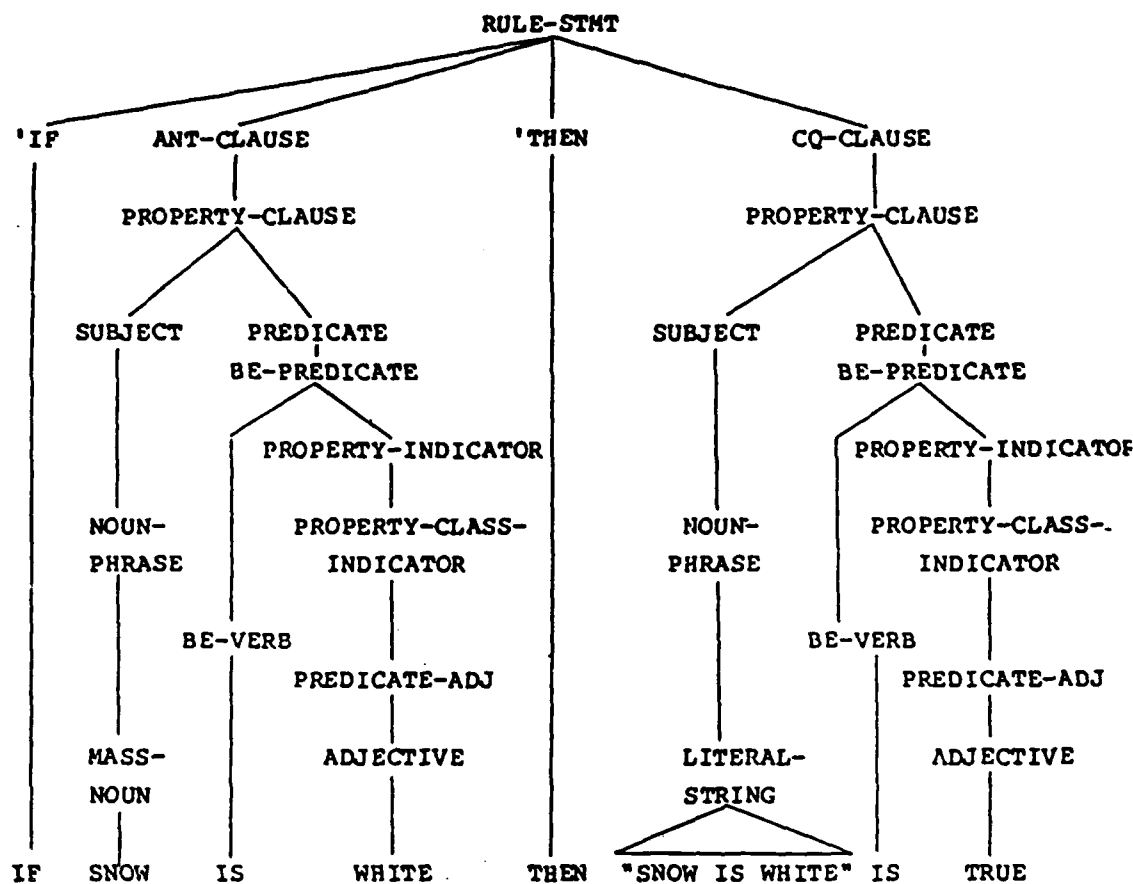 RULE-STMT
'IF ANT-CLAUSE 'THEN CQ-CLAUSE
PROPERTY-CLAUSE PROPERTY-CLAUSE
SUBJECT PREDICATE SUBJECT PREDICATE
BE-PREDICATE BE-PREDICATE
PROPERTY-INDICATOR PROPERTY-INDICATOR
NOUN- PROPERTY-CLASS- NOUN- PROPERTY-CLASS-
PHRASE INDICATOR PHRASE INDICATOR
BE-VERB BE-VERB
PREDICATE-ADJ PREDICATE-ADJ
MASS- ADJECTIVE LITERAL- ADJECTIVE
NOUN STRING
IF SNOW IS WHITE THEN "SNOW IS WHITE" IS TRUE